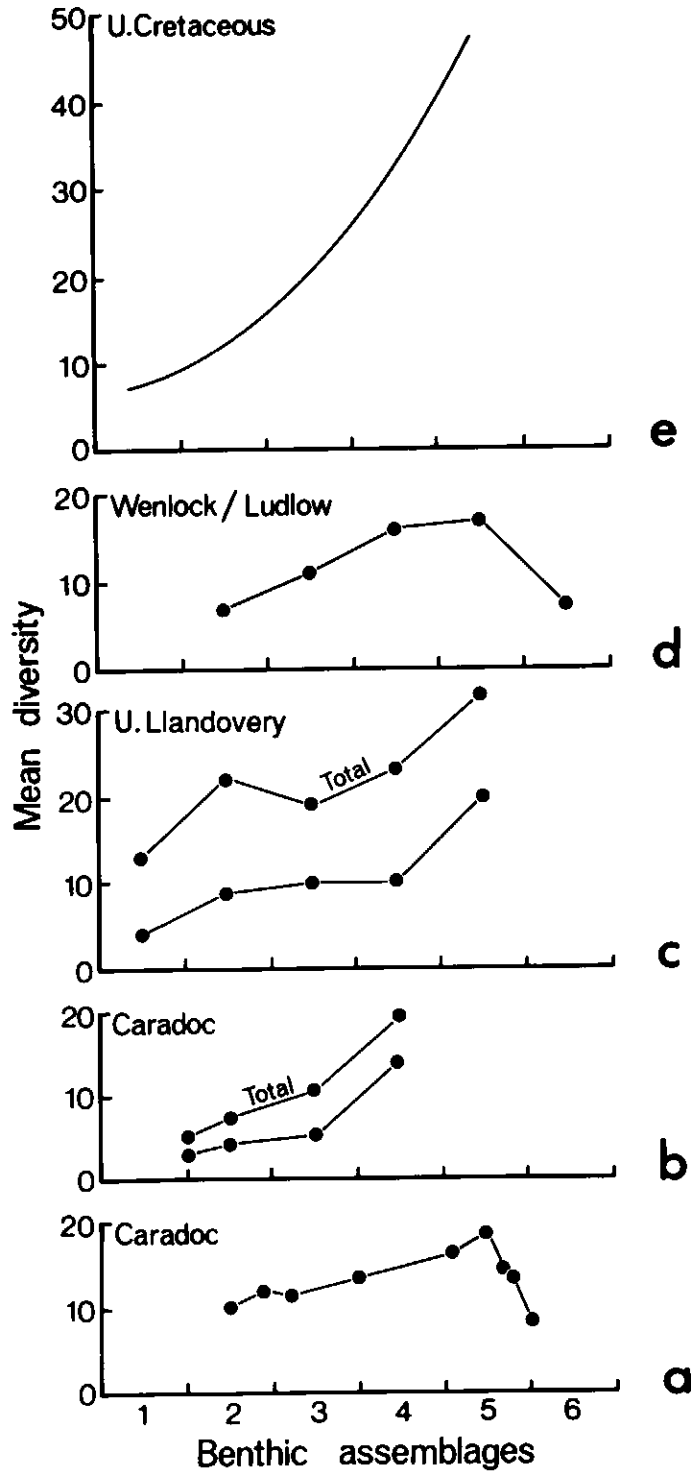 50
U.Cretaceous
40
30
20
10
0
e
20
Wenlock / Ludlow
10
0
d
Mean diversity
30
U. Llandovery
Total
20
10
0
c
20
Caradoc
Total
10
0
b
20
Caradoc
10
0
a
1 2 3 4 5 6
Benthic assemblages